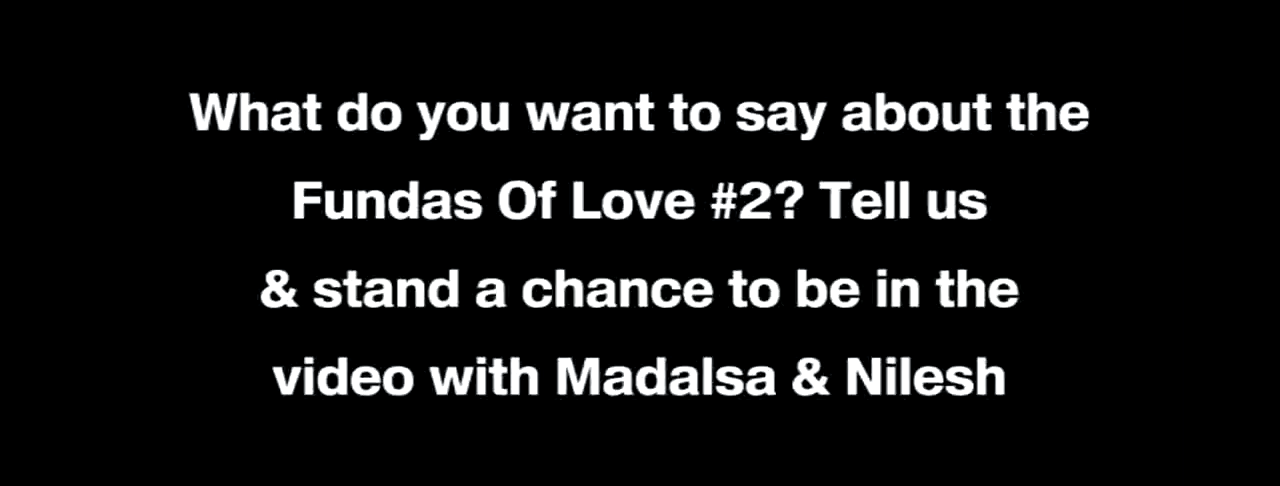 What do you want to say about the
Fundas Of Love #2? Tell us
& stand a chance to be in the
video with Madalsa & Nilesh